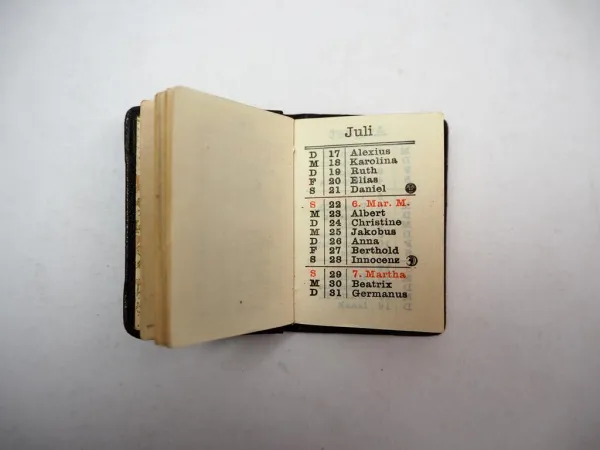 Juli
D 17 Alexius
M 18 Karolina
D 19 Ruth
F 20 Elias
S 21 Daniel
S 22 6. Mar. M.
M 23 Albert
D 24 Christine
M 25 Jakobus
D 26 Anna
F 27 Berthold
S 28 Innocenz
S 29 7. Martha
M 30 Beatrix
D 31 Germanus